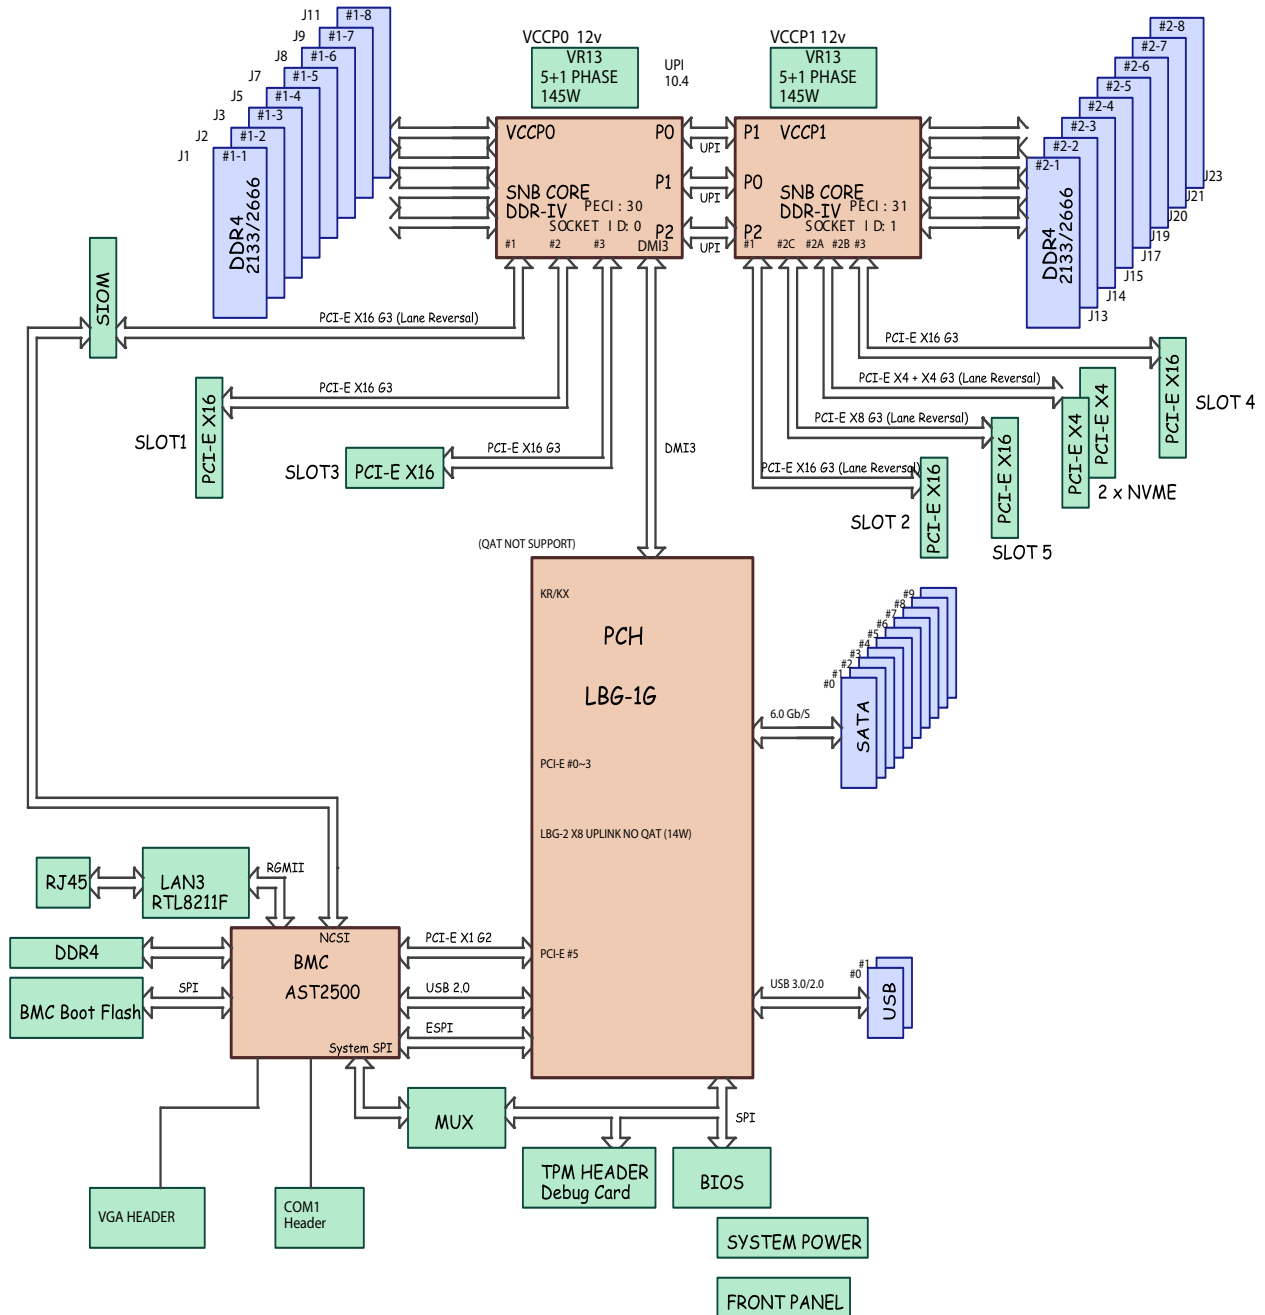 J11
#1-8
J9
#1-7
J8
#1-6
J7
#1-5
J5
#1-4
J3
#1-3
J2
#1-2
J1
#1-1
DDR4
2133/2666
VCCP0 12v
VR13
5+1 PHASE
145W
UPI
10.4
VCCP1 12v
VR13
5+1 PHASE
145W
#2-8
#2-7
#2-6
#2-5
#2-4
#2-3
#2-2
#2-1
DDR4
2133/2666
J23
J21
J20
J19
J17
J15
J14
J13
VCCP0
P0
P1
P2
SNB CORE
DDR-IV
PECI : 30
SOCKET ID: 0
#1
#2
#3
DMI3
UPI
UPI
UPI
P1
VCCP1
P0
P2
SNB CORE
DDR-IV
PECI : 31
SOCKET ID: 1
#1
#2C
#2A
#2B
#3
SIOM
PCI-E X16 G3 (Lane Reversal)
PCI-E X16 G3
PCI-E X16
SLOT1
PCI-E X16 G3
SLOT3
PCI-E X16
DMI3
PCI-E X16 G3
PCI-E X16
SLOT 4
PCI-E X4 + X4 G3 (Lane Reversal)
PCI-E X4
PCI-E X4
2 x NVME
PCI-E X8 G3 (Lane Reversal)
PCI-E X16
SLOT 5
PCI-E X16 G3 (Lane Reversal)
PCI-E X16
SLOT 2
(QAT NOT SUPPORT)
KR/KX
PCH
LBG-1G
PCI-E #0~3
LBG-2 X8 UPLINK NO QAT (14W)
PCI-E #5
6.0 Gb/S
#9
#8
#7
#6
#5
#4
#3
#2
#1
#0
SATA
RJ45
LAN3
RTL8211F
RGMII
DDR4
BMC Boot Flash
SPI
NCSI
BMC
AST2500
System SPI
PCI-E X1 G2
USB 2.0
ESPI
USB 3.0/2.0
#1
#0
USB
MUX
SPI
TPM HEADER
Debug Card
BIOS
VGA HEADER
COM1
Header
SYSTEM POWER
FRONT PANEL